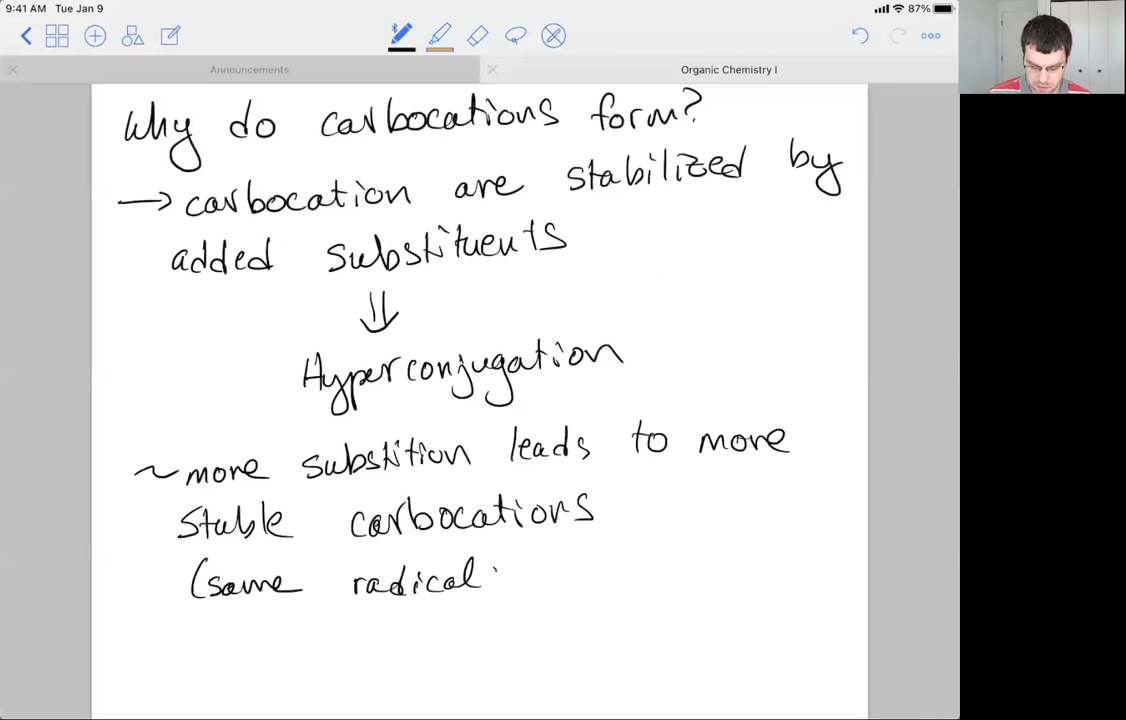 9:41 AM Tue Jan 9
87%
Announcements
Organic Chemistry I
Why do carbocations form?
→ carbocation are stabilized by
added substituents
⇓
Hyperconjugation
~ more substition leads to more
stable carbocations
(same radical